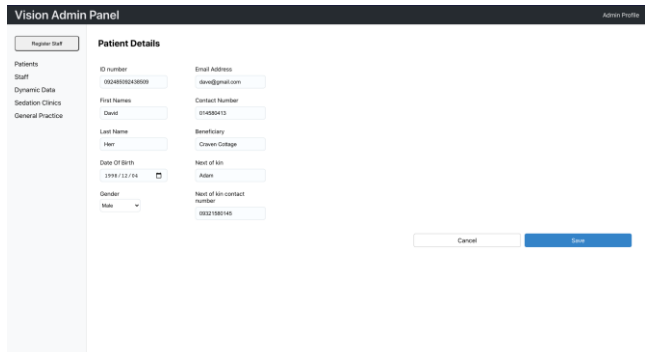 Vision Admin Panel
Admin Profile
Register Staff
Patients
Staff
Dynamic Data
Sedation Clinics
General Practice
Patient Details
ID number
092485092438509
Email Address
dave@gmail.com
First Names
David
Contact Number
014580413
Last Name
Herr
Beneficiary
Craven Cottage
Date Of Birth
1996/12/04
Next of kin
Adam
Gender
Male
Next of kin contact
number
09321580145
Cancel
Save